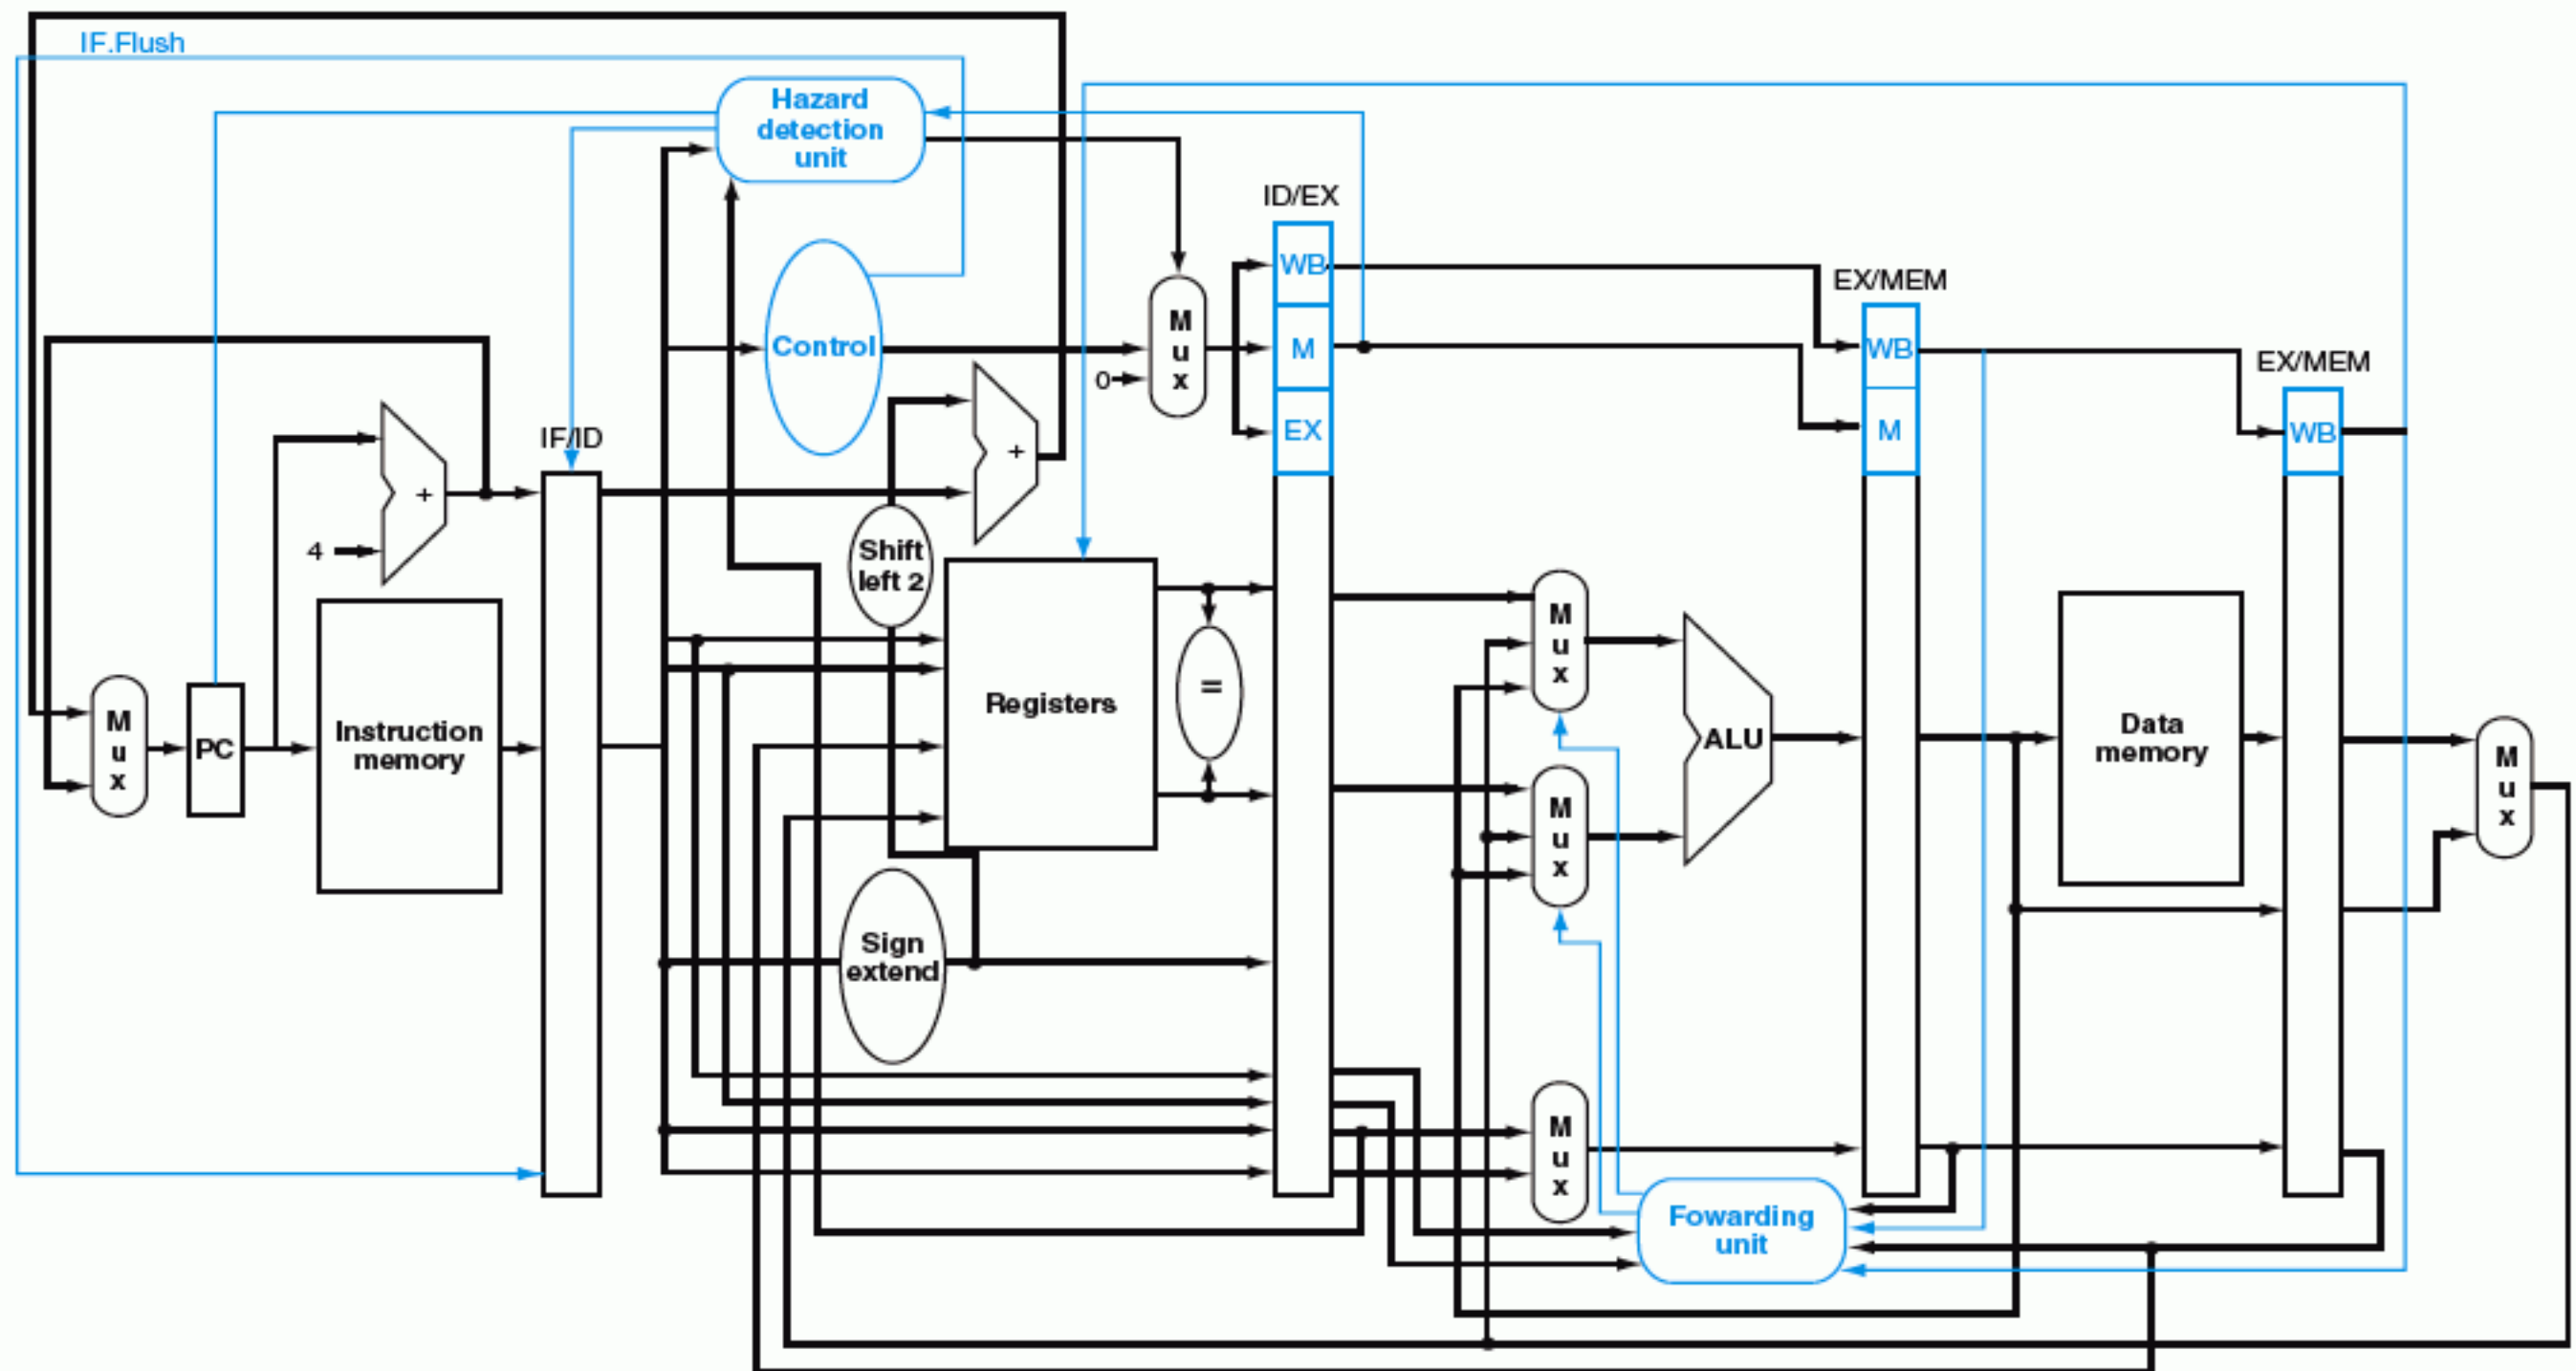 IF.Flush
Hazard
detection
unit
ID/EX
WB
M
EX
Control
M
u
x
0
EX/MEM
WB
M
EX/MEM
WB
+
4
IF/ID
+
Shift
left 2
Registers
=
M
u
x
PC
Instruction
memory
Sign
extend
M
u
x
M
u
x
ALU
Data
memory
M
u
x
M
u
x
Fowarding
unit